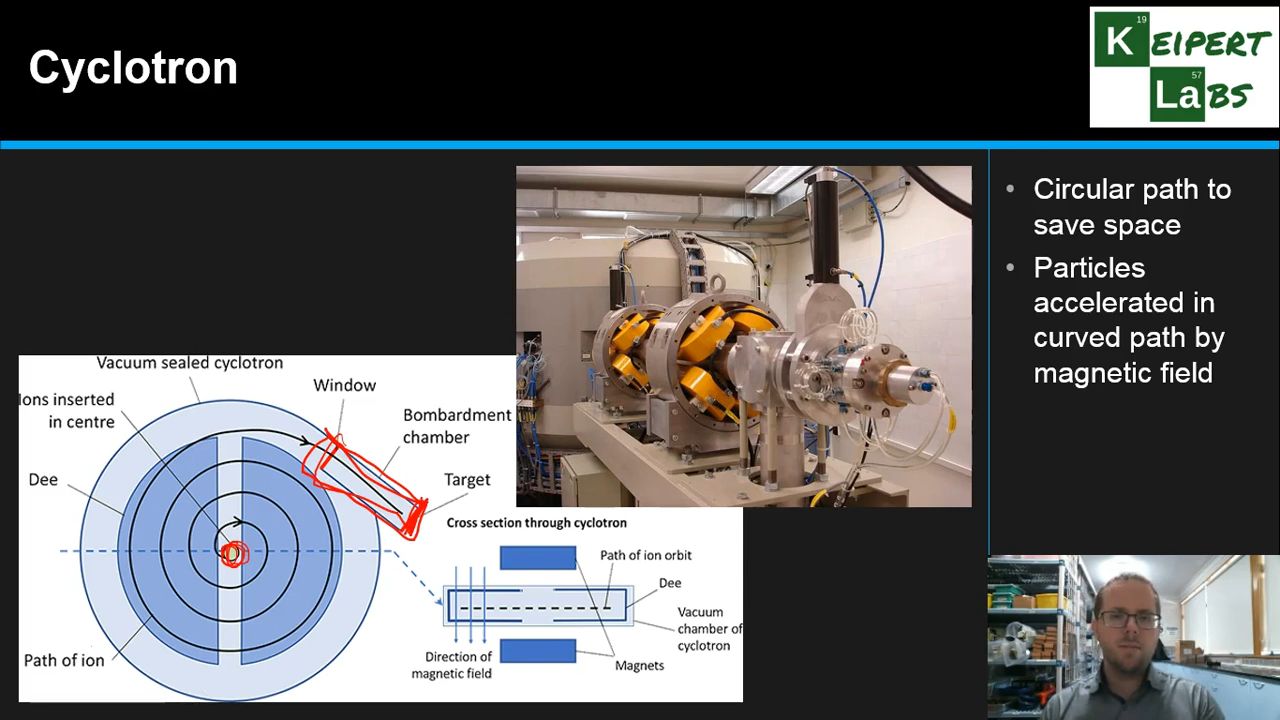 Cyclotron
19
K
EIPERT
57
La
BS
Circular path to
save space
Particles
accelerated in
curved path by
magnetic field
Vacuum sealed cyclotron
Window
Ions inserted
in centre
Bombardment
chamber
Dee
Target
Path of ion
Cross section through cyclotron
Path of ion orbit
Dee
Vacuum
chamber of
cyclotron
Direction of
magnetic field
Magnets